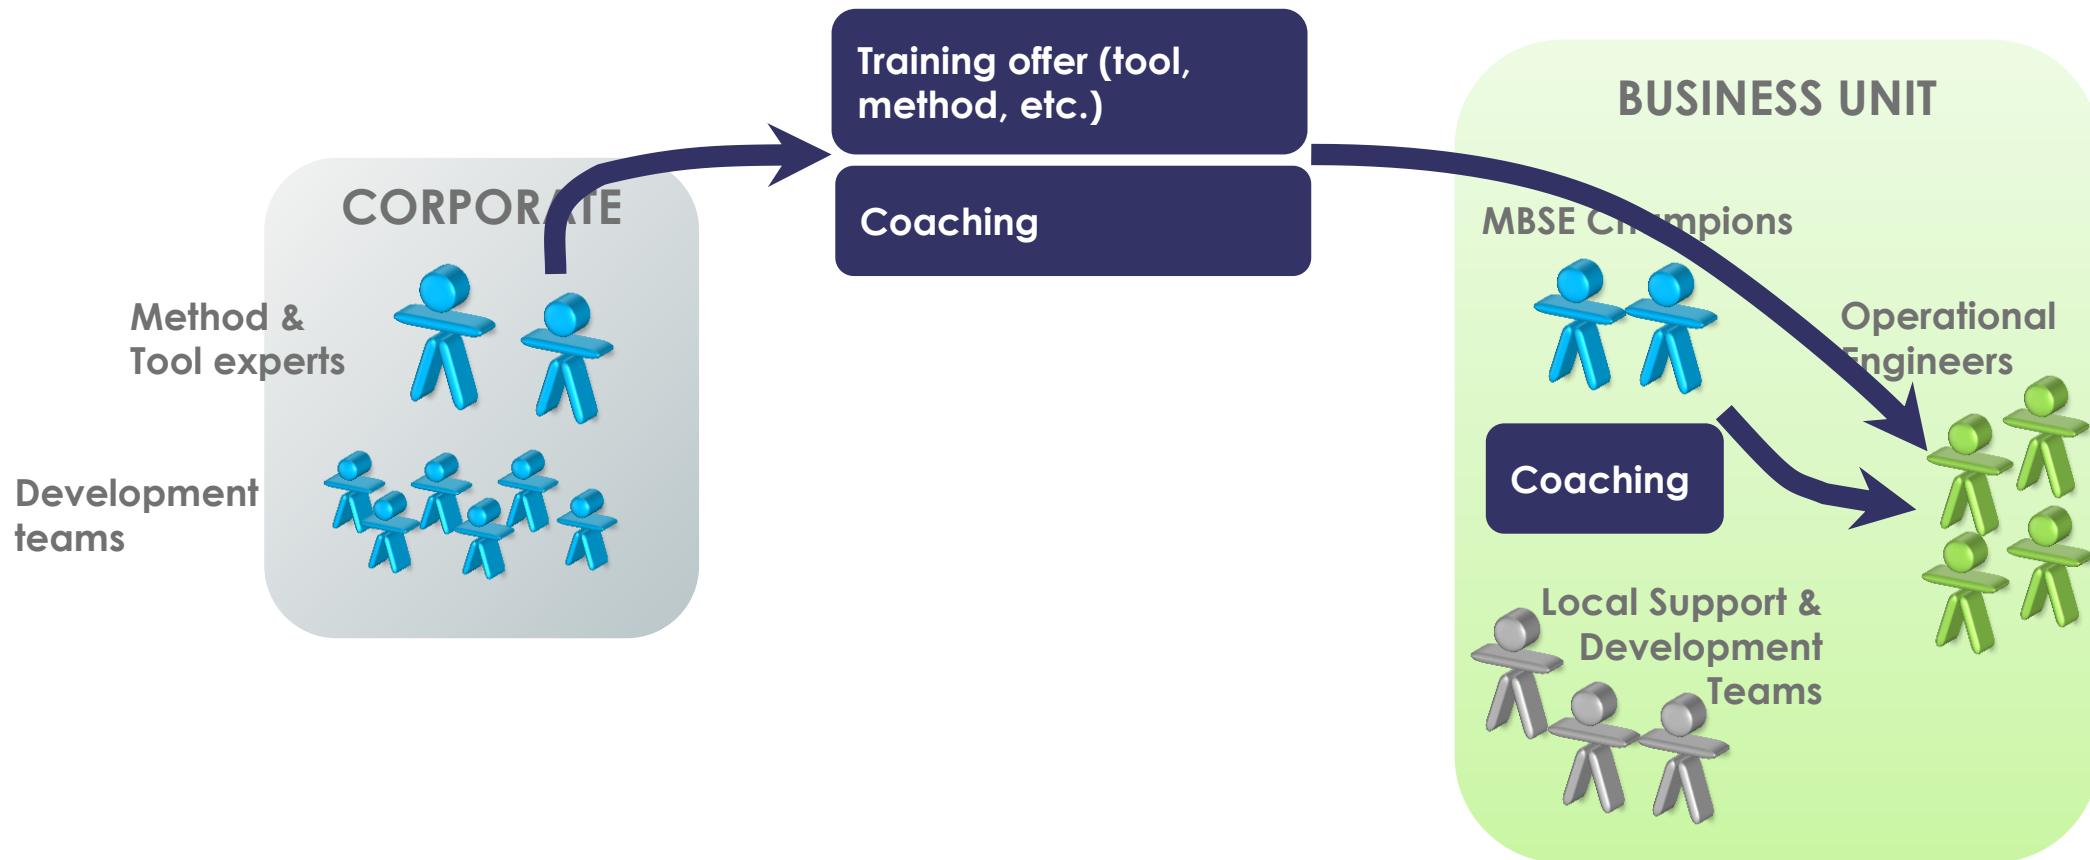 Training offer (tool,
method, etc.)
Coaching
CORPORATE
Method &
Tool experts
Development
teams
BUSINESS UNIT
MBSE Champions
Operational
Engineers
Coaching
Local Support &
Development
Teams